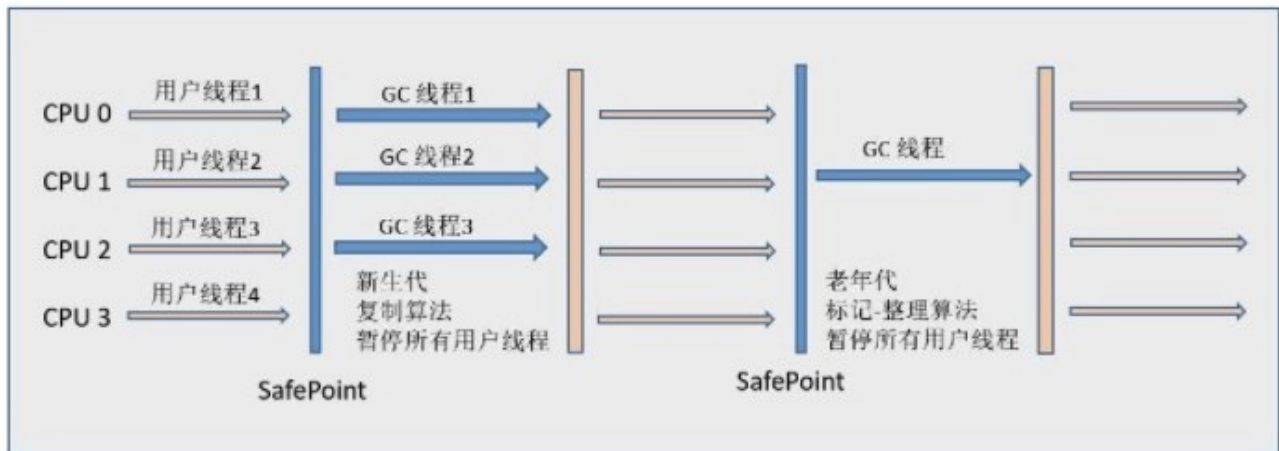 CPU 0
用户线程1
GC 线程1
CPU 1
用户线程2
GC 线程2
GC 线程
CPU 2
用户线程3
GC 线程3
CPU 3
用户线程4
新生代
复制算法
暂停所有用户线程
老年代
标记-整理算法
暂停所有用户线程
SafePoint
SafePoint